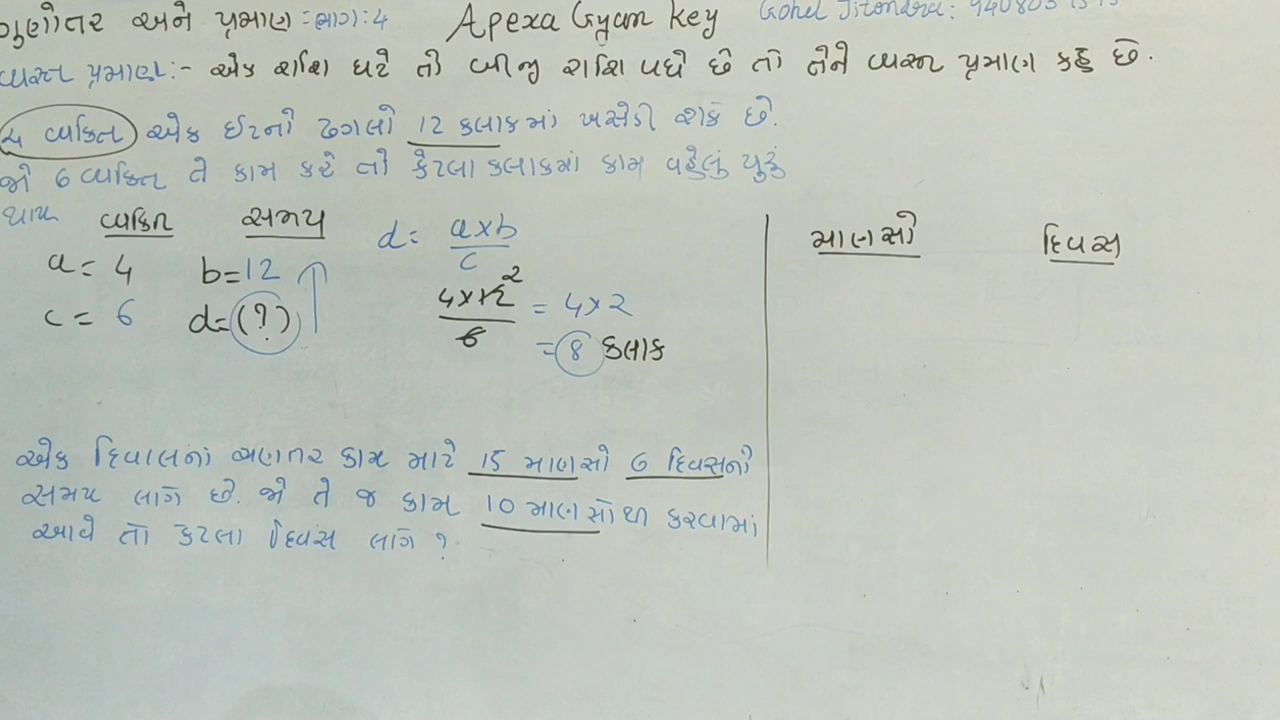 ગુણોત્તર અને પ્રમાણ :- ભાગ:4 Apexa Gyan Key Gohel Jitendra:
વ્યસ્ત પ્રમાણ:- એક રાશિ ઘટે તો બીજી રાશિ વધે છે તો તેને વ્યસ્ત પ્રમાણ કહે છે.
4 વ્યક્તિ એક ઈંટનો ઢગલો 12 કલાકમાં ખસેડી શકે છે.
જો 6 વ્યક્તિ તે કામ કરે તો કેટલા કલાકમાં કામ વહેલું પુરું
થાય
વ્યક્તિ સમય
a = 4 b = 12
c = 6 d = (?)
d = a×b / c
4×12 / 6 2 = 4×2
= 8 કલાક
માણસો દિવસ
એક દિવાલનાં ચણતર કામ માટે 15 માણસો 6 દિવસનો
સમય લાગે છે. જો તે જ કામ 10 માણસોથી કરવામાં
આવે તો કેટલા દિવસ લાગે ?